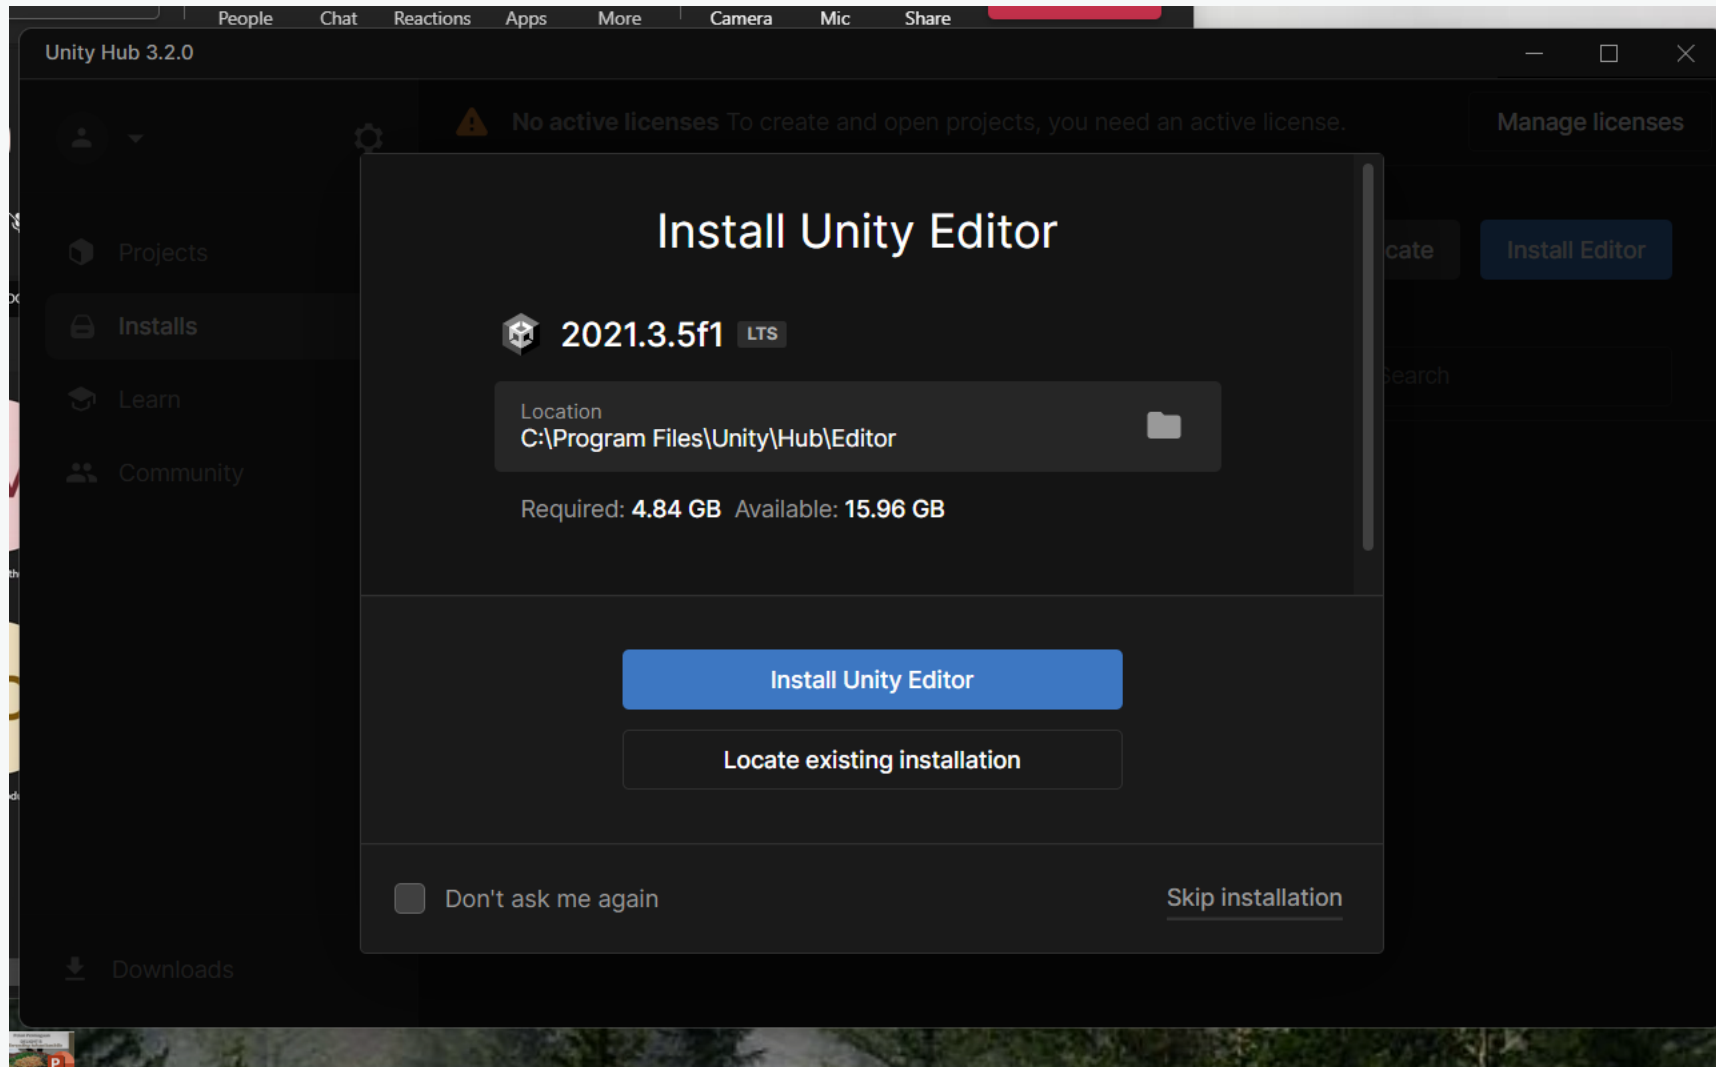 People Chat Reactions Apps More Camera Mic Share
Unity Hub 3.2.0
No active licenses To create and open projects, you need an active license.
Manage licenses
Install Unity Editor
cate
Install Editor
Projects
2021.3.5f1 LTS
Installs
Search
Learn
Location
C:\Program Files\Unity\Hub\Editor
Community
Required: 4.84 GB Available: 15.96 GB
Install Unity Editor
Locate existing installation
Don't ask me again
Skip installation
Downloads
P